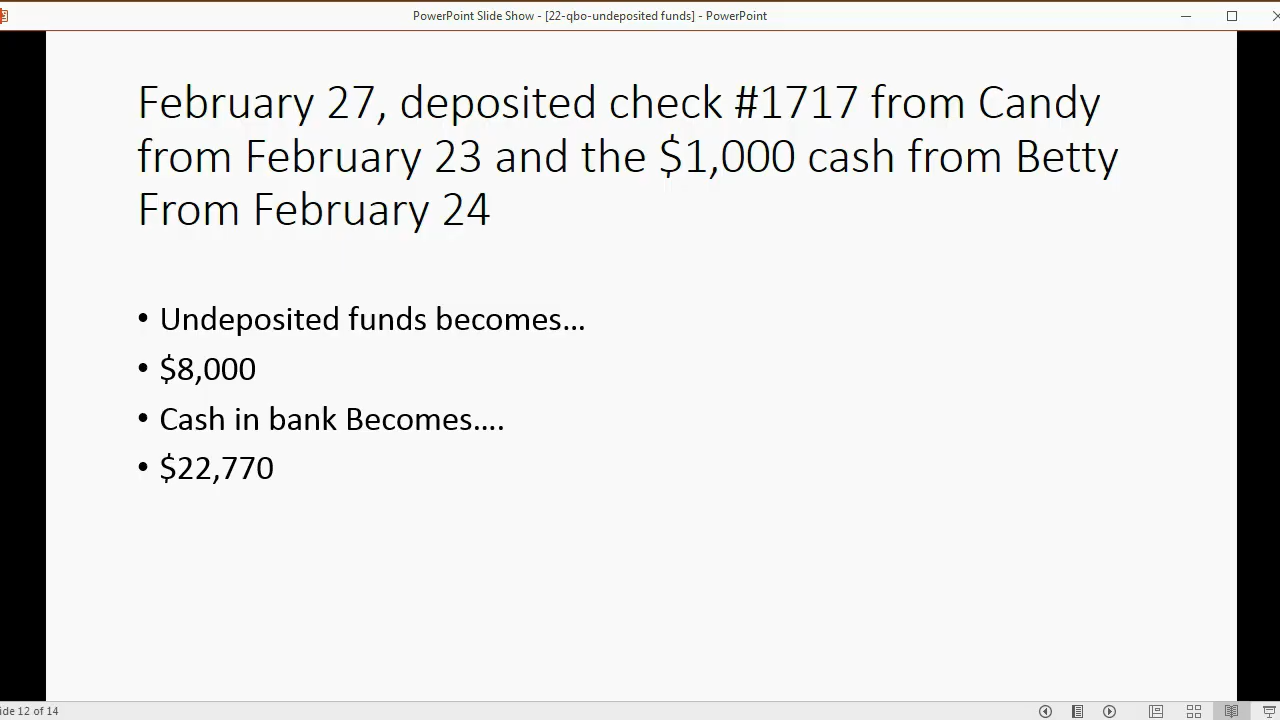 PowerPoint Slide Show - [22-qbo-undeposited funds] - PowerPoint
February 27, deposited check #1717 from Candy
from February 23 and the $1,000 cash from Betty
From February 24
• Undeposited funds becomes...
• $8,000
• Cash in bank Becomes....
• $22,770
ide 12 of 14